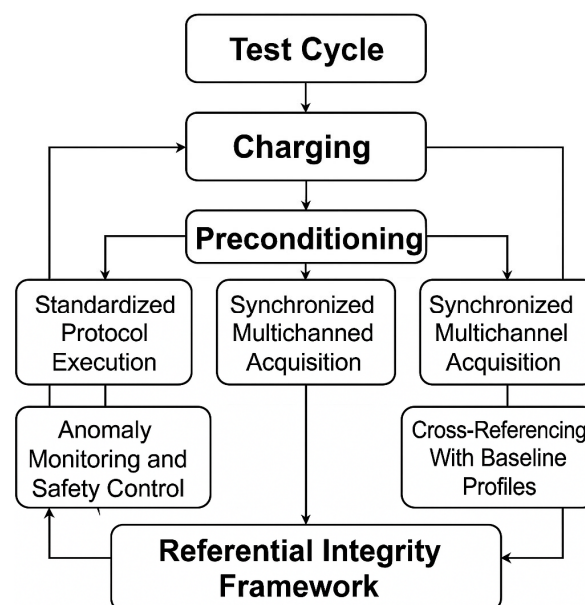 Test Cycle
Charging
Preconditioning
Standardized
Protocol
Execution
Synchronized
Multichanned
Acquisition
Synchronized
Multichannel
Acquisition
Anomaly
Monitoring and
Safety Control
Cross-Referencing
With Baseline
Profiles
Referential Integrity
Framework